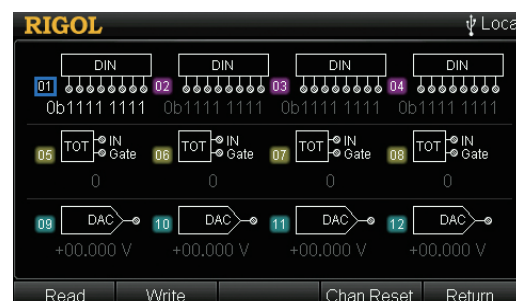 RIGOL Loca
DIN DIN DIN DIN
01 02 03 04
0b1111 1111 0b1111 1111 0b1111 1111 0b1111 1111
TOT IN TOT IN TOT IN TOT IN
05 Gate 06 Gate 07 Gate 08 Gate
0 0 0 0
09 DAC 10 DAC 11 DAC 12 DAC
+00.000 V +00.000 V +00.000 V +00.000 V
Read Write Chan Reset Return